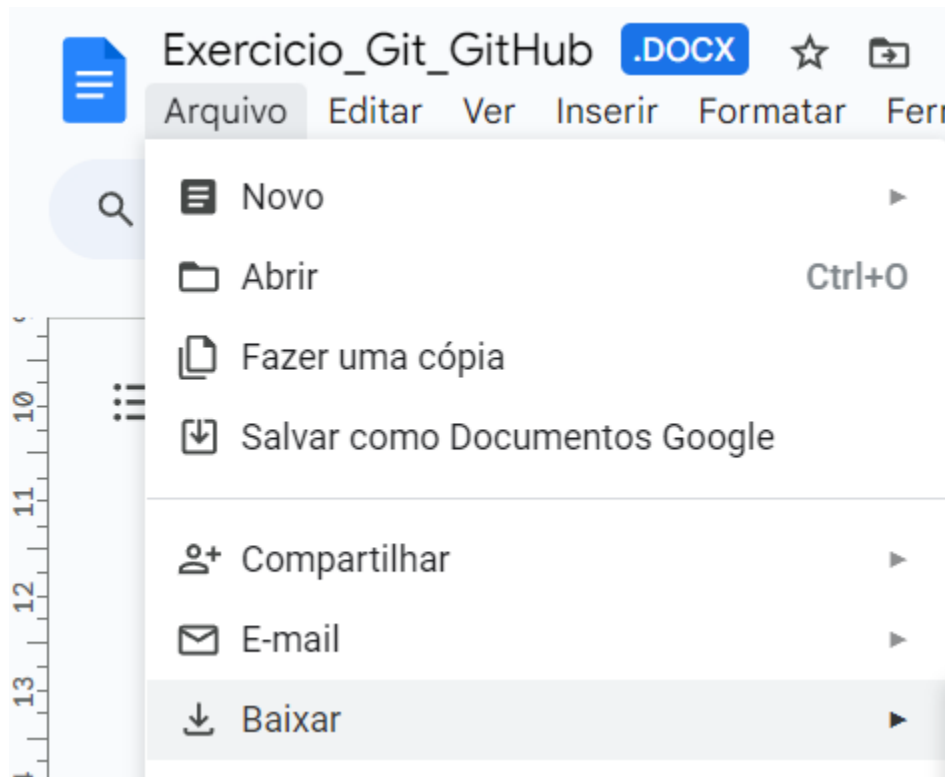 Exercicio_Git_GitHub .DOCX
Arquivo Editar Ver Inserir Formatar
Novo
Abrir Ctrl+O
Fazer uma cópia
Salvar como Documentos Google
Compartilhar
E-mail
Baixar
10
11
12
13